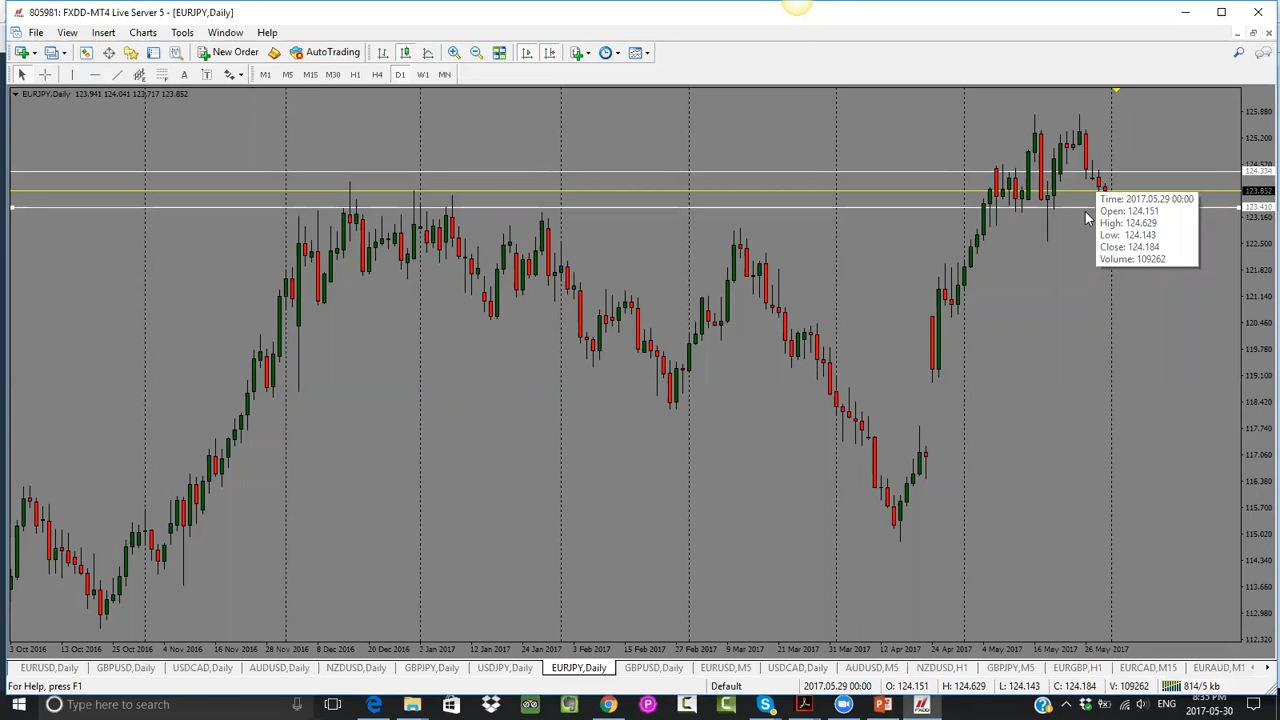 805981: FXDD-MT4 Live Server 5 - [EURJPY,Daily]
File View Insert Charts Tools Window Help
New Order AutoTrading
M1 M5 M15 M30 H1 H4 D1 W1 MN
EURJPY,Daily 123.941 124.041 123.717 123.852
125.880
125.200
124.520
124.334
123.852
123.410
123.160
122.500
121.820
121.140
120.460
119.780
119.100
118.420
117.740
117.060
116.380
115.700
115.020
114.340
113.660
112.980
112.320
Time: 2017.05.29 00:00
Open: 124.151
High: 124.629
Low: 124.143
Close: 124.184
Volume: 109262
3 Oct 2016 13 Oct 2016 25 Oct 2016 4 Nov 2016 16 Nov 2016 28 Nov 2016 8 Dec 2016 20 Dec 2016 2 Jan 2017 12 Jan 2017 24 Jan 2017 3 Feb 2017 15 Feb 2017 27 Feb 2017 9 Mar 2017 21 Mar 2017 31 Mar 2017 12 Apr 2017 24 Apr 2017 4 May 2017 16 May 2017 26 May 2017
EURUSD,Daily GBPUSD,Daily USDCAD,Daily AUDUSD,Daily NZDUSD,Daily GBPJPY,Daily USDJPY,Daily EURJPY,Daily GBPUSD,Daily EURUSD,M5 USDCAD,Daily AUDUSD,M5 NZDUSD,H1 GBPJPY,M5 EURGBP,H1 EURCAD,M15 EURAUD,M1
For Help, press F1 Default 2017.05.29 00:00 O: 124.151 H: 124.629 L: 124.143 C: 124.184 V: 109262 814/5 kb
Type here to search
8:35 PM
2017-05-30